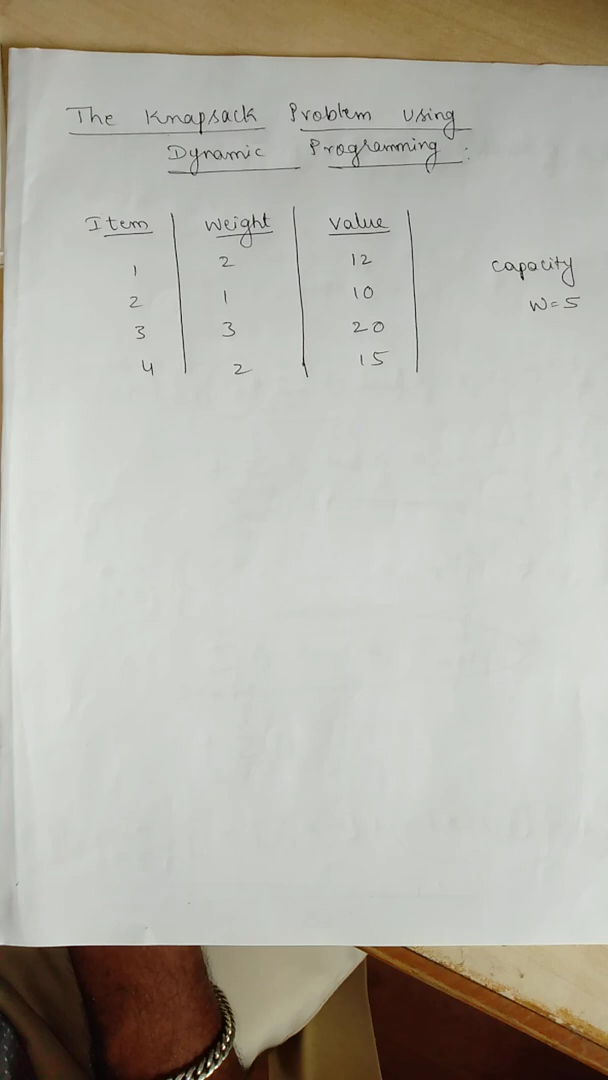 The Knapsack Problem using
Dynamic Programming:
Item Weight Value
1 2 12
2 1 10
3 3 20
4 2 15
capacity
W=5